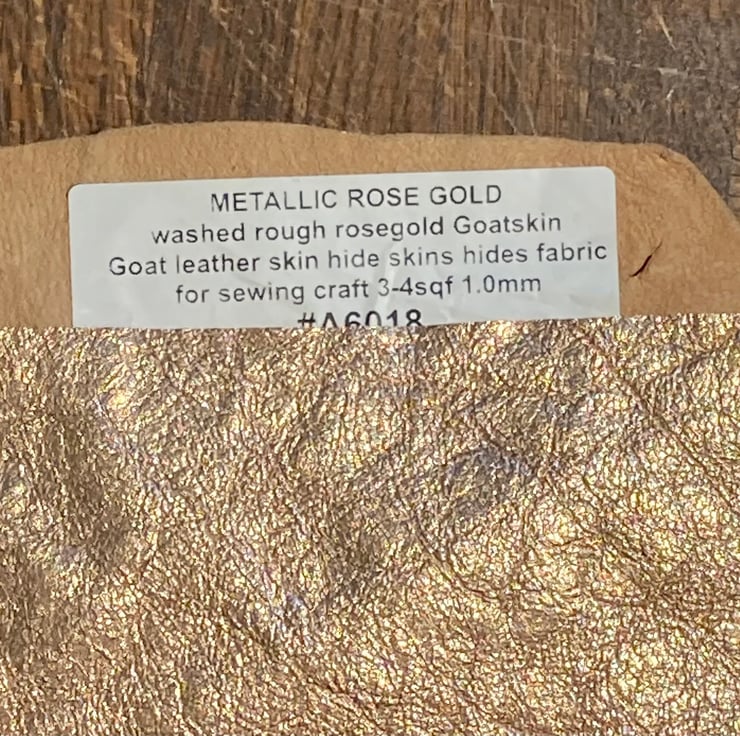 METALLIC ROSE GOLD
washed rough rosegold Goatskin
Goat leather skin hide skins hides fabric
for sewing craft 3-4sqf 1.0mm
#A6018